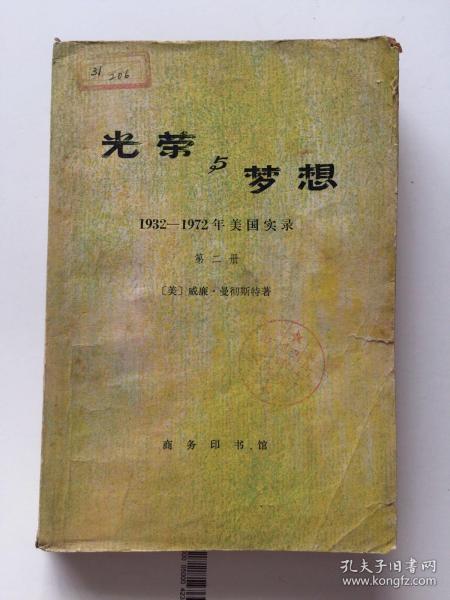 31
206
光荣与梦想
1932—1972年美国实录
第二册
〔美〕威廉·曼彻斯特著
商务印书馆
孔夫子旧书网
www.kongfz.com